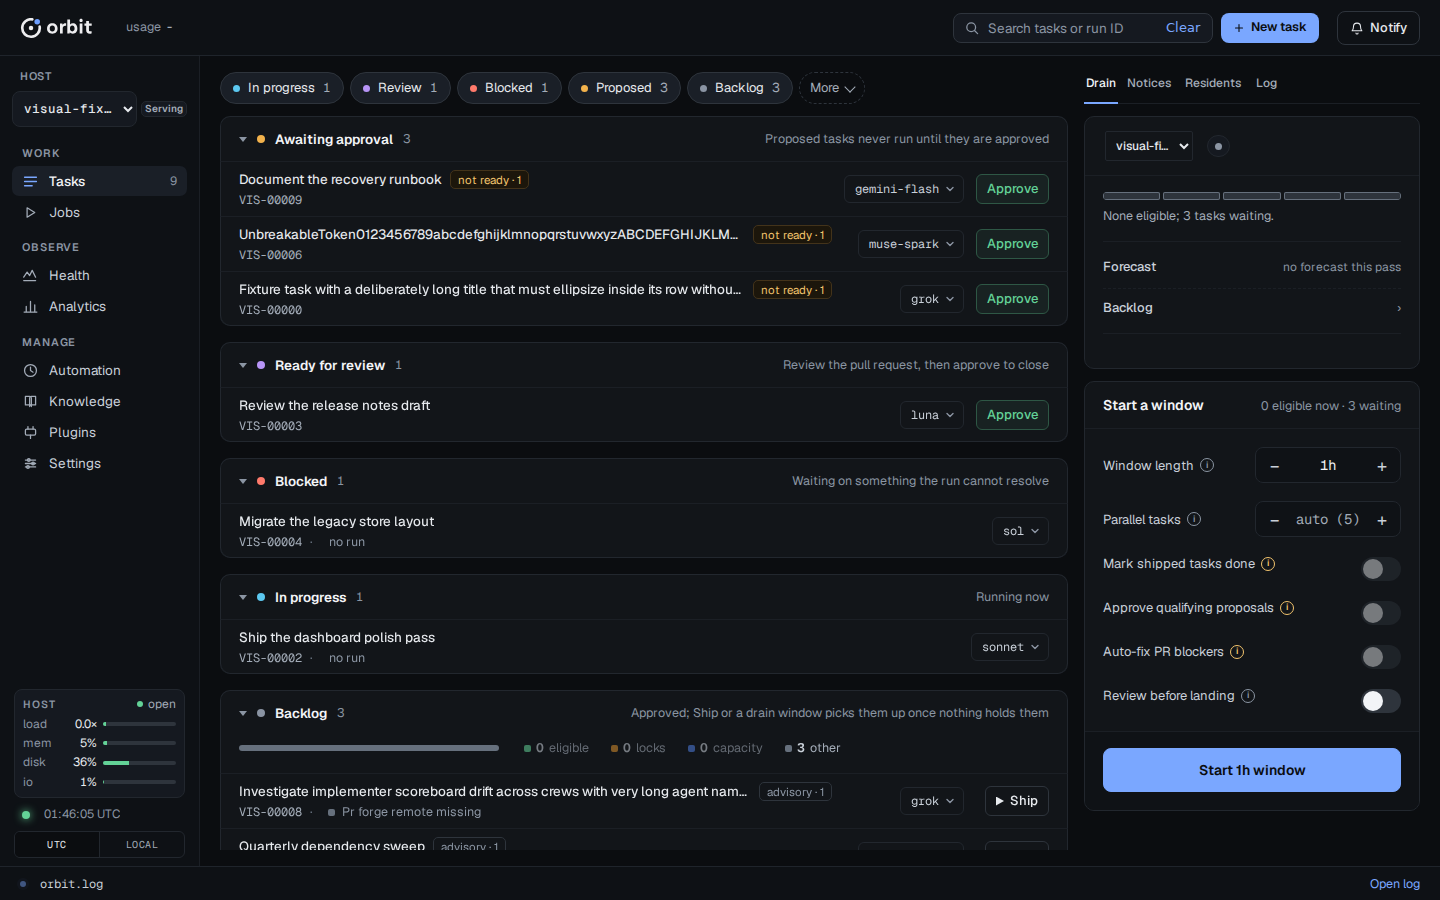 orbit
usage -
Search tasks or run ID
Clear
+ New task
Notify
HOST
visual-fix…
Serving
WORK
Tasks 9
Jobs
OBSERVE
Health
Analytics
MANAGE
Automation
Knowledge
Plugins
Settings
HOST open
load 0.0×
mem 5%
disk 36%
io 1%
01:46:05 UTC
UTC LOCAL
In progress 1
Review 1
Blocked 1
Proposed 3
Backlog 3
More
Awaiting approval 3
Proposed tasks never run until they are approved
Document the recovery runbook not ready · 1
VIS-00009
gemini-flash
Approve
UnbreakableToken0123456789abcdefghijklmnopqrstuvwxyzABCDEFGHIJKLM… not ready · 1
VIS-00006
muse-spark
Approve
Fixture task with a deliberately long title that must ellipsize inside its row withou… not ready · 1
VIS-00000
grok
Approve
Ready for review 1
Review the pull request, then approve to close
Review the release notes draft
VIS-00003
luna
Approve
Blocked 1
Waiting on something the run cannot resolve
Migrate the legacy store layout
VIS-00004 · no run
sol
In progress 1
Running now
Ship the dashboard polish pass
VIS-00002 · no run
sonnet
Backlog 3
Approved; Ship or a drain window picks them up once nothing holds them
0 eligible 0 locks 0 capacity 3 other
Investigate implementer scoreboard drift across crews with very long agent nam… advisory · 1
VIS-00008 · Pr forge remote missing
grok
Ship
Quarterly dependency sweep advisory · 1
Drain Notices Residents Log
visual-fi…
None eligible; 3 tasks waiting.
Forecast no forecast this pass
Backlog ›
Start a window 0 eligible now · 3 waiting
Window length − 1h +
Parallel tasks − auto (5) +
Mark shipped tasks done
Approve qualifying proposals
Auto-fix PR blockers
Review before landing
Start 1h window
orbit.log
Open log